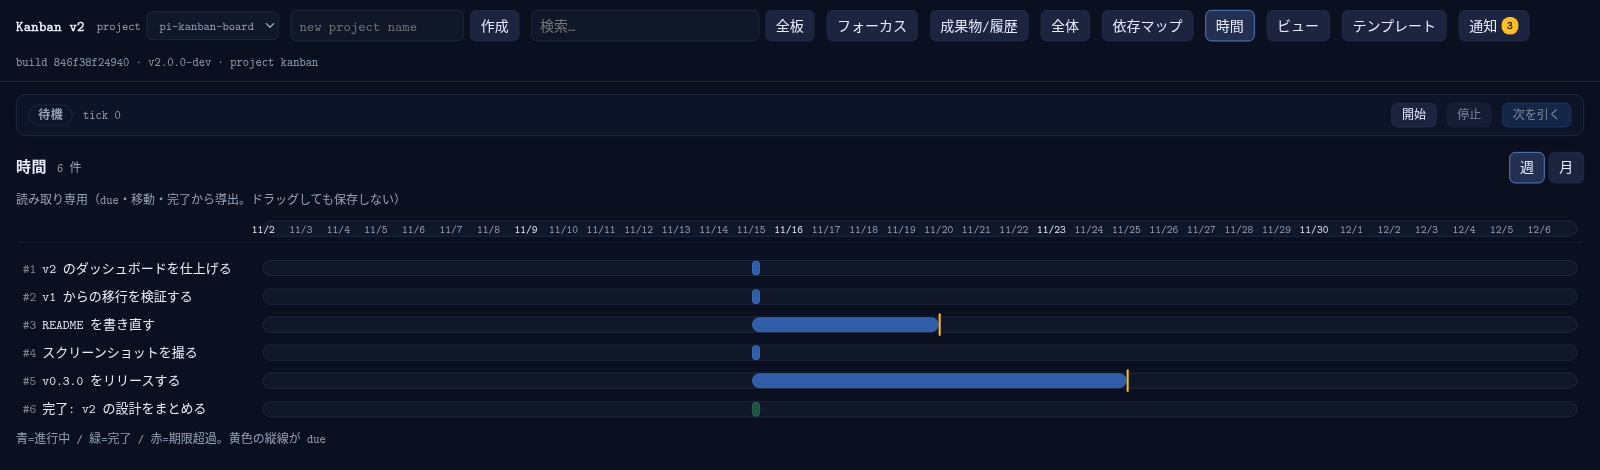 Kanban v2 project pi-kanban-board new project name 作成 検索… 全板 フォーカス 成果物/履歴 全体 依存マップ 時間 ビュー テンプレート 通知 3
build 846f38f24940 · v2.0.0-dev · project kanban
待機 tick 0 開始 停止 次を引く
時間 6 件 週 月
読み取り専用（due・移動・完了から導出。ドラッグしても保存しない）
11/2 11/3 11/4 11/5 11/6 11/7 11/8 11/9 11/10 11/11 11/12 11/13 11/14 11/15 11/16 11/17 11/18 11/19 11/20 11/21 11/22 11/23 11/24 11/25 11/26 11/27 11/28 11/29 11/30 12/1 12/2 12/3 12/4 12/5 12/6
#1 v2 のダッシュボードを仕上げる
#2 v1 からの移行を検証する
#3 README を書き直す
#4 スクリーンショットを撮る
#5 v0.3.0 をリリースする
#6 完了: v2 の設計をまとめる
青=進行中 / 緑=完了 / 赤=期限超過。黄色の縦線が due